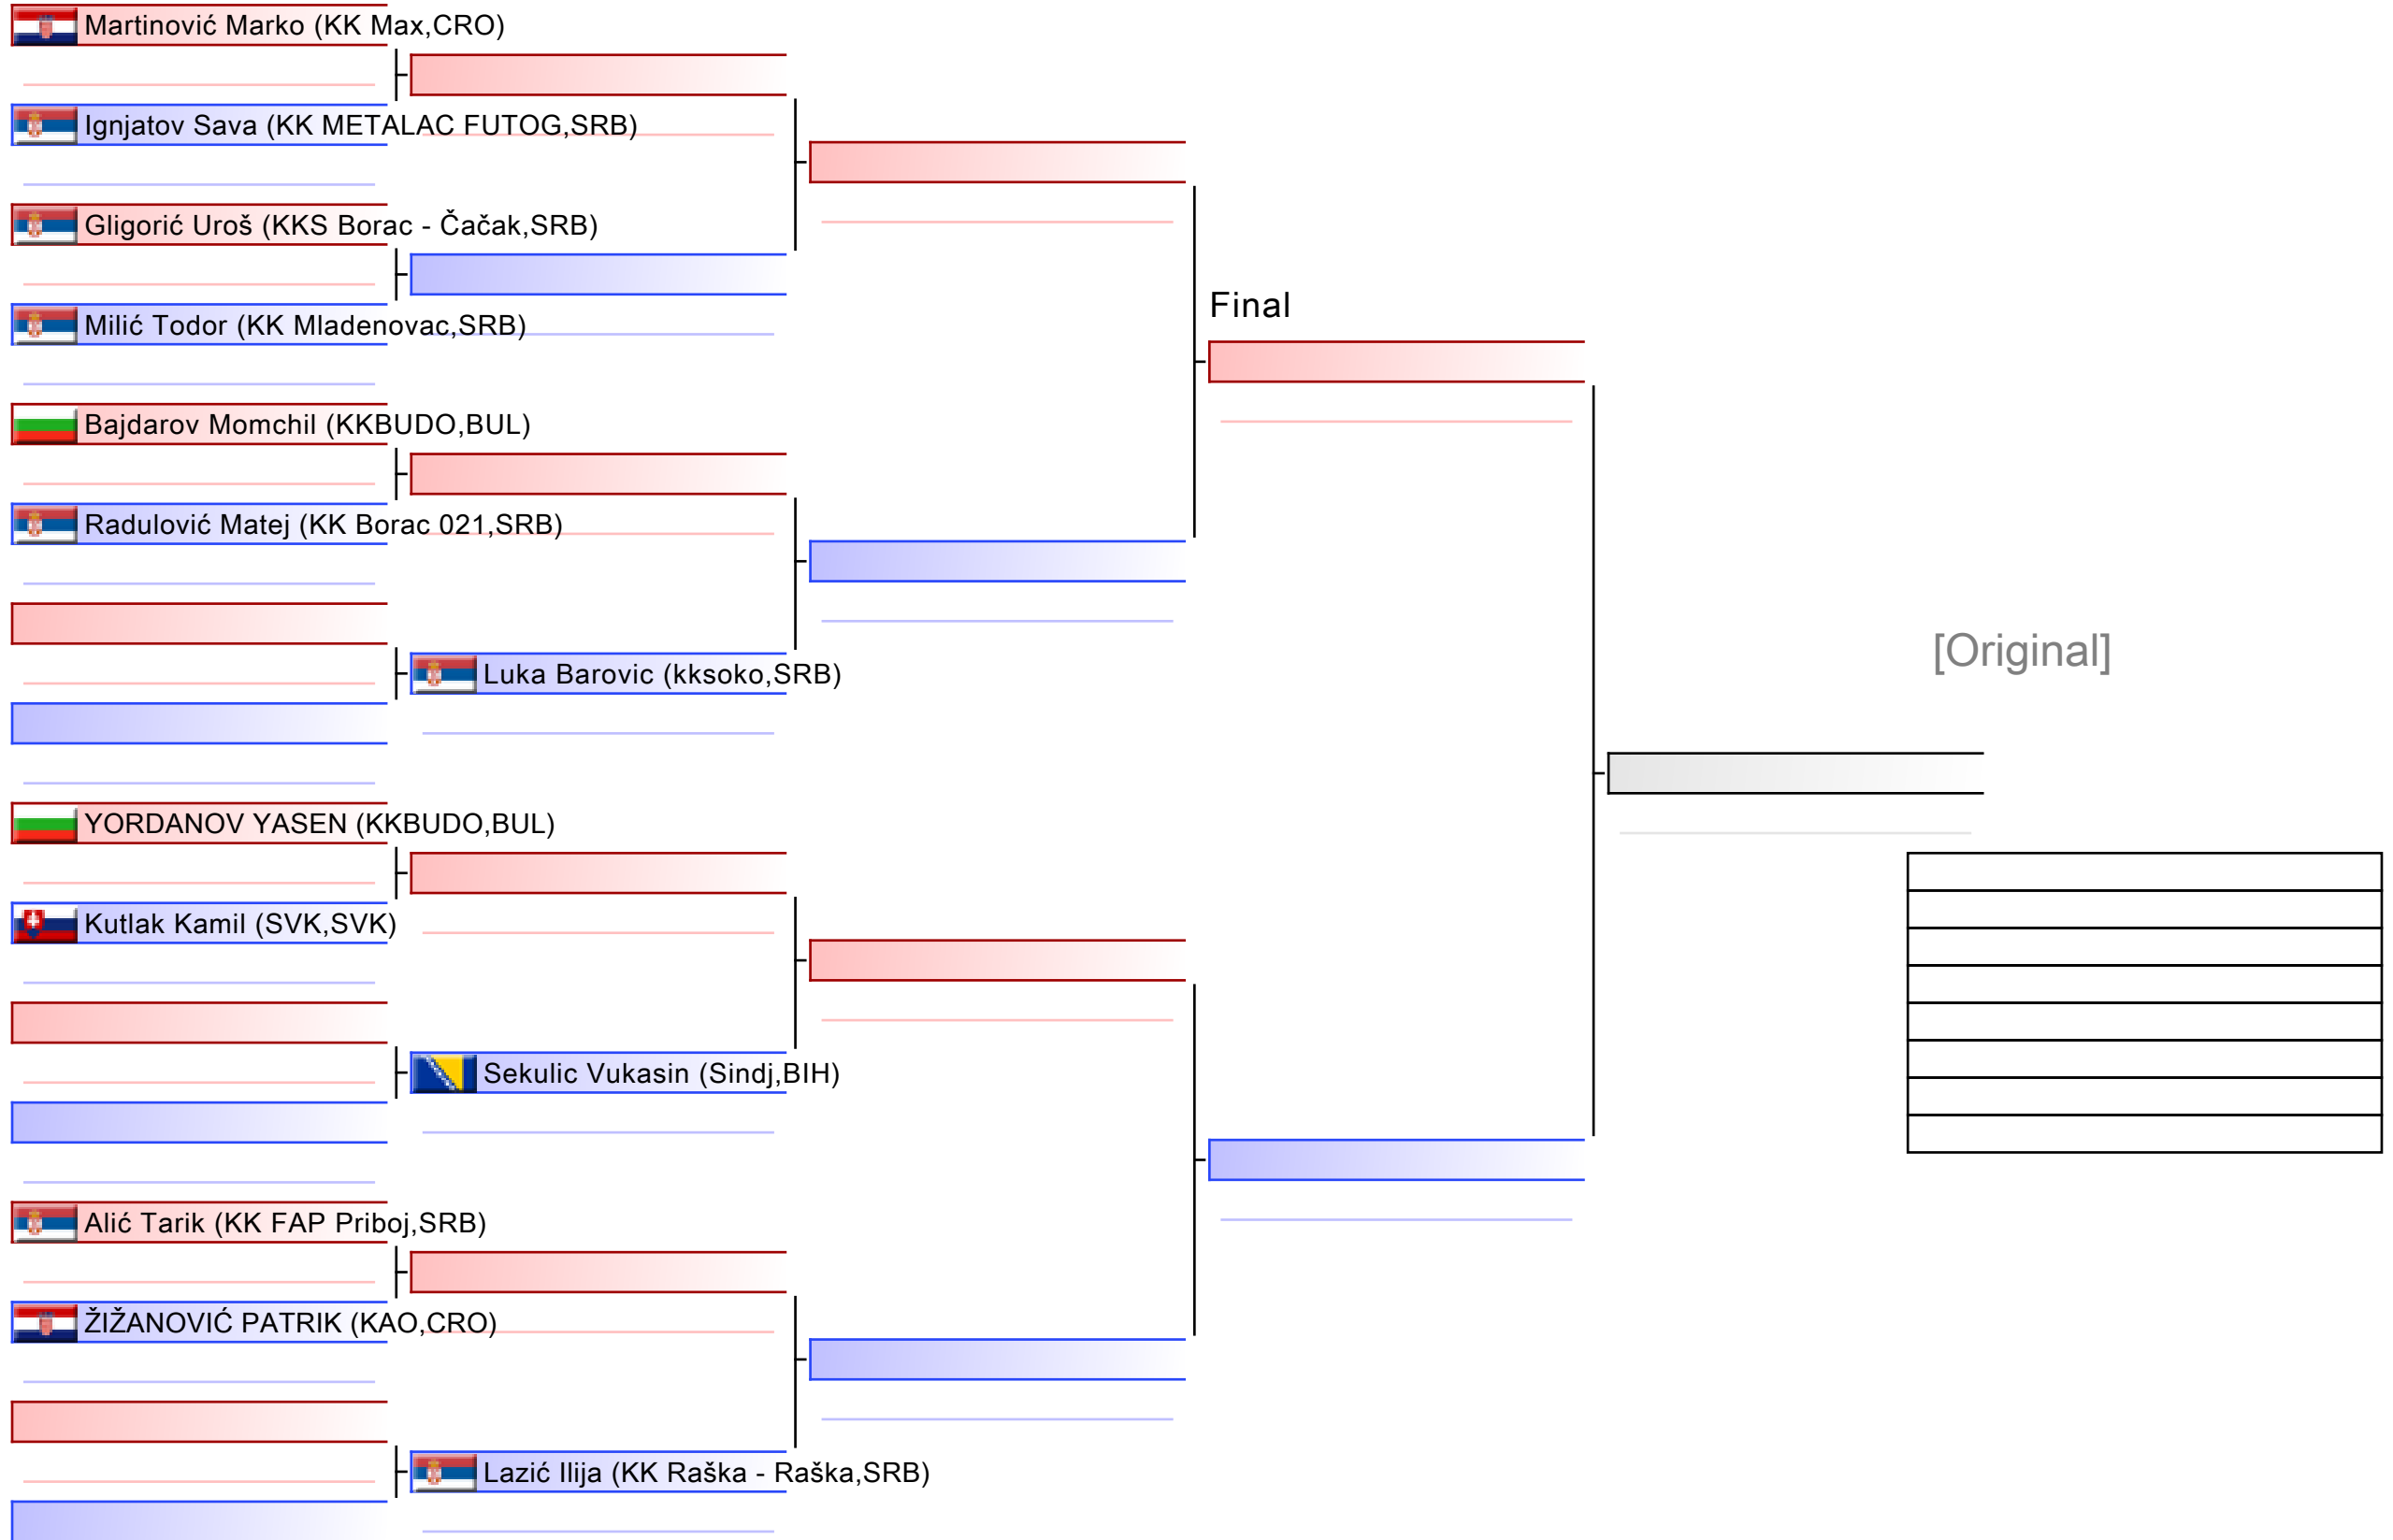 Martinović Marko (KK Max,CRO)
Ignjatov Sava (KK METALAC FUTOG,SRB)
Gligorić Uroš (KKS Borac - Čačak,SRB)
Milić Todor (KK Mladenovac,SRB)
Final
Bajdarov Momchil (KKBUDO,BUL)
Radulović Matej (KK Borac 021,SRB)
Luka Barovic (kksoko,SRB)
[Original]
YORDANOV YASEN (KKBUDO,BUL)
Kutlak Kamil (SVK,SVK)
Sekulic Vukasin (Sindj,BIH)
Alić Tarik (KK FAP Priboj,SRB)
ŽIŽANOVIĆ PATRIK (KAO,CRO)
Lazić Ilija (KK Raška - Raška,SRB)